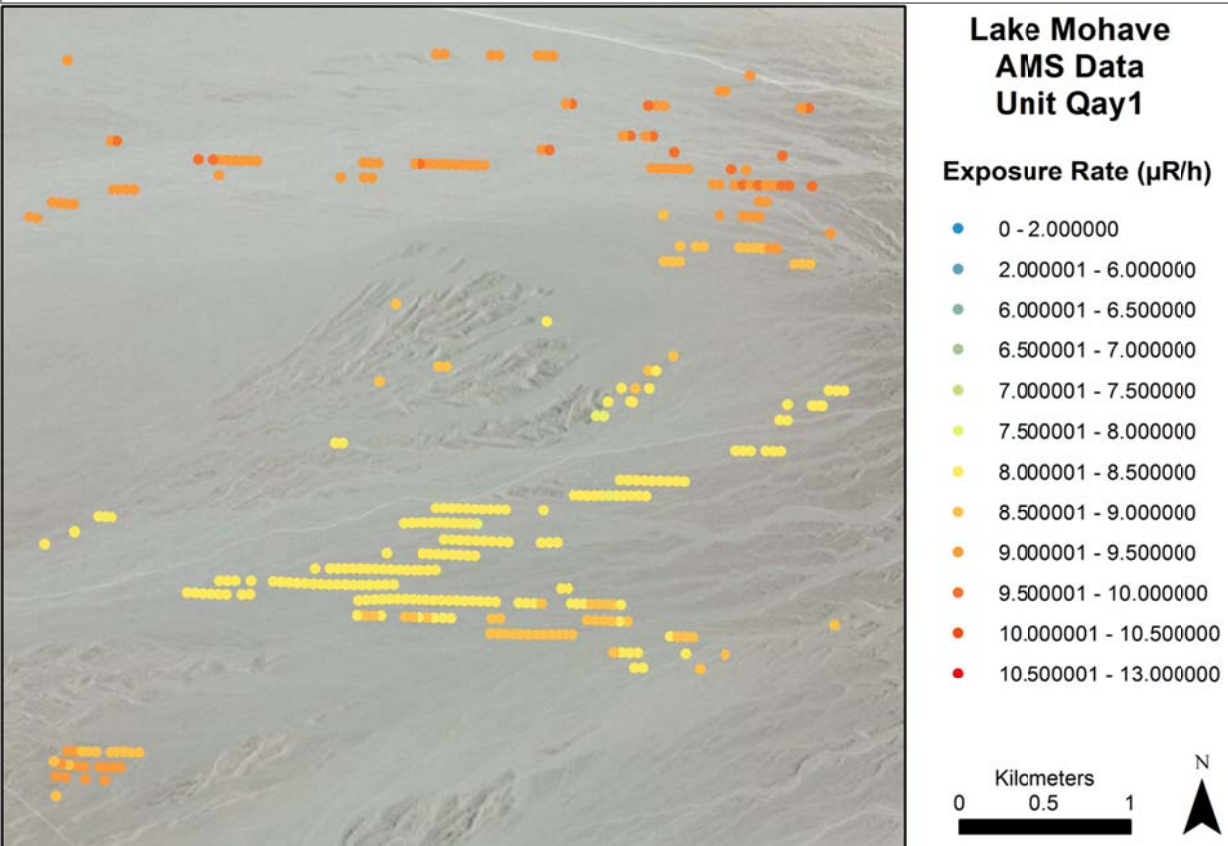 Lake Mohave
AMS Data
Unit Qay1
Exposure Rate (µR/h)
0 - 2.000000
2.000001 - 6.000000
6.000001 - 6.500000
6.500001 - 7.000000
7.000001 - 7.500000
7.500001 - 8.000000
8.000001 - 8.500000
8.500001 - 9.000000
9.000001 - 9.500000
9.500001 - 10.000000
10.000001 - 10.500000
10.500001 - 13.000000
N
Kilometers
0 0.5 1